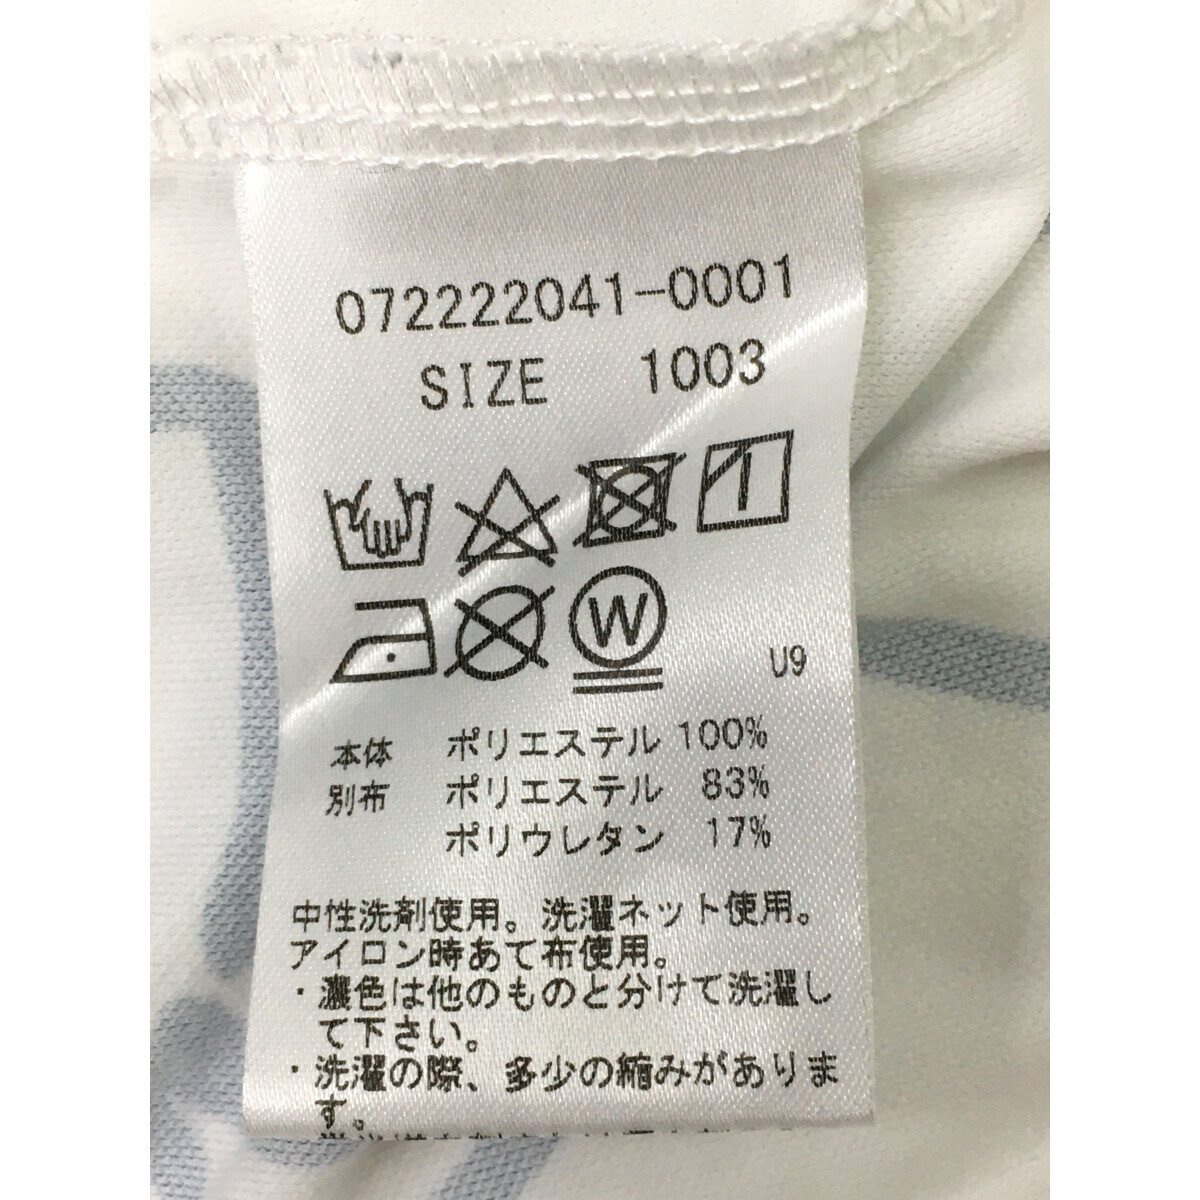 072222041-0001
SIZE 1003
W
U9
本体 ポリエステル 100%
別布 ポリエステル 83%
ポリウレタン 17%
中性洗剤使用。洗濯ネット使用。
アイロン時あて布使用。
・濃色は他のものと分けて洗濯し
て下さい。
・洗濯の際、多少の縮みがありま
す。